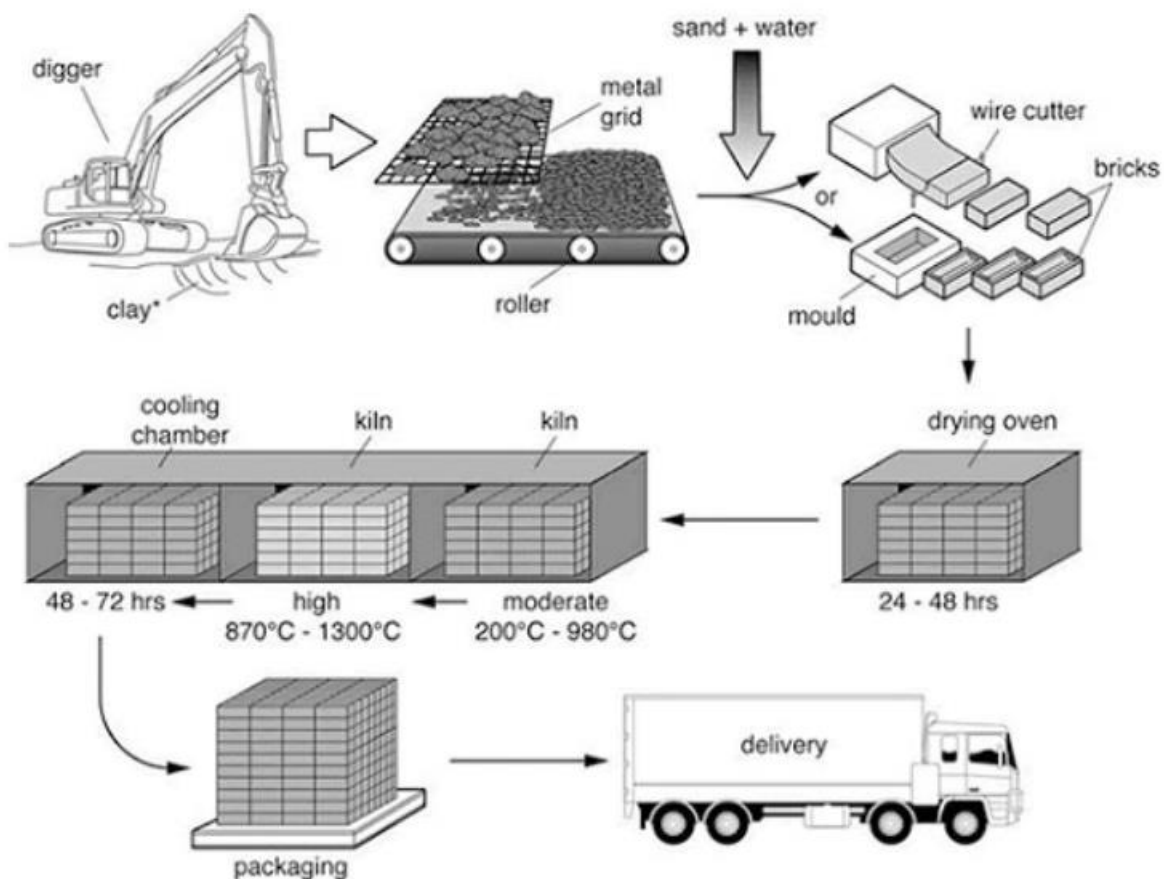 digger
clay*
metal
grid
roller
sand + water
or
wire cutter
bricks
mould
drying oven
24 - 48 hrs
kiln
moderate
200°C - 980°C
kiln
high
870°C - 1300°C
cooling
chamber
48 - 72 hrs
packaging
delivery